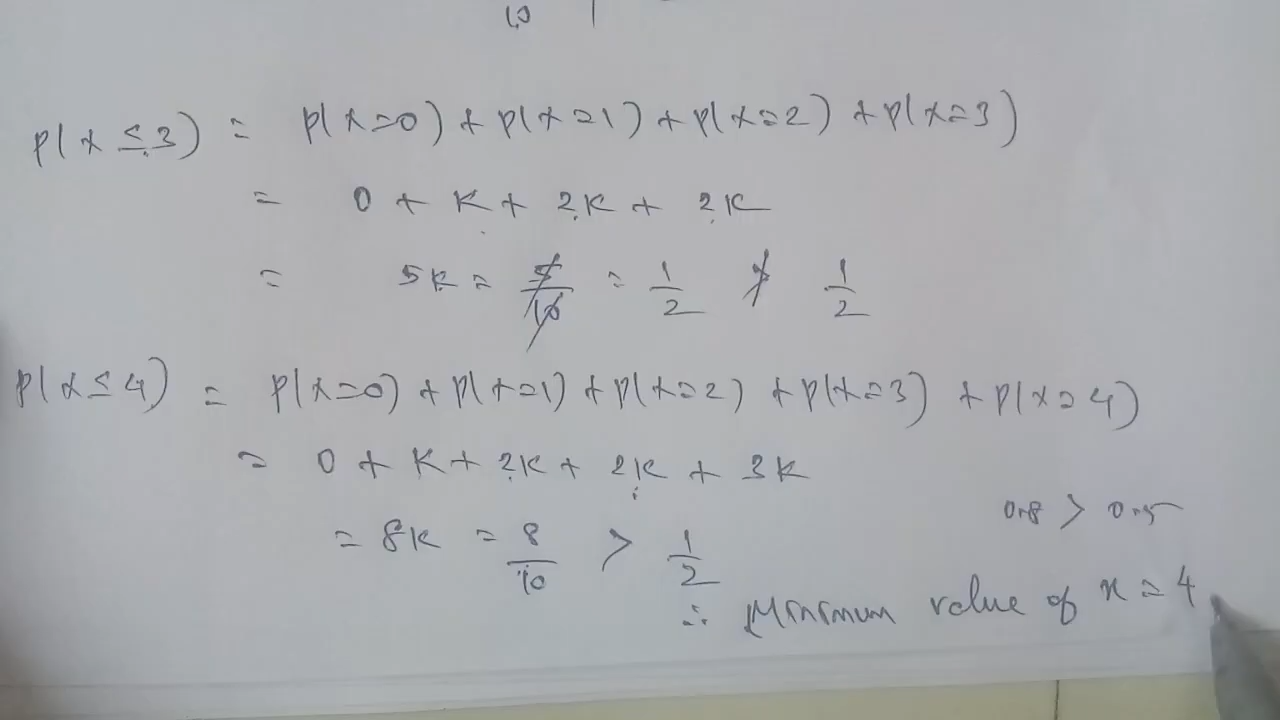 10
P(X ≤ 3) = P(X=0) + P(X=1) + P(X=2) + P(X=3)
= 0 + K + 2K + 2K
= 5K = 5/10 = 1/2 ≯ 1/2
P(X ≤ 4) = P(X=0) + P(X=1) + P(X=2) + P(X=3) + P(X=4)
= 0 + K + 2K + 2K + 3K
0.8 > 0.5
= 8K = 8/10 > 1/2
∴ Minimum value of x = 4